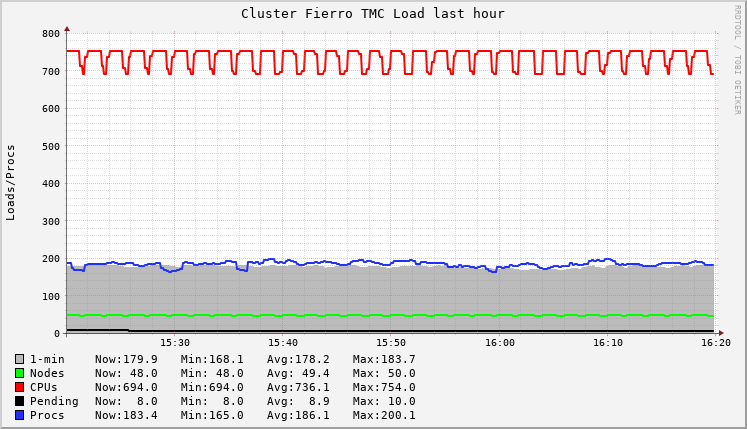 Cluster Fierro TMC Load last hour
RRDTOOL / TOBI OETIKER
Loads/Procs
800
700
600
500
400
300
200
100
0
15:30 15:40 15:50 16:00 16:10 16:20
1-min Now:179.9 Min:168.1 Avg:178.2 Max:183.7
Nodes Now: 48.0 Min: 48.0 Avg: 49.4 Max: 50.0
CPUs Now:694.0 Min:694.0 Avg:736.1 Max:754.0
Pending Now: 8.0 Min: 8.0 Avg: 8.9 Max: 10.0
Procs Now:183.4 Min:165.0 Avg:186.1 Max:200.1